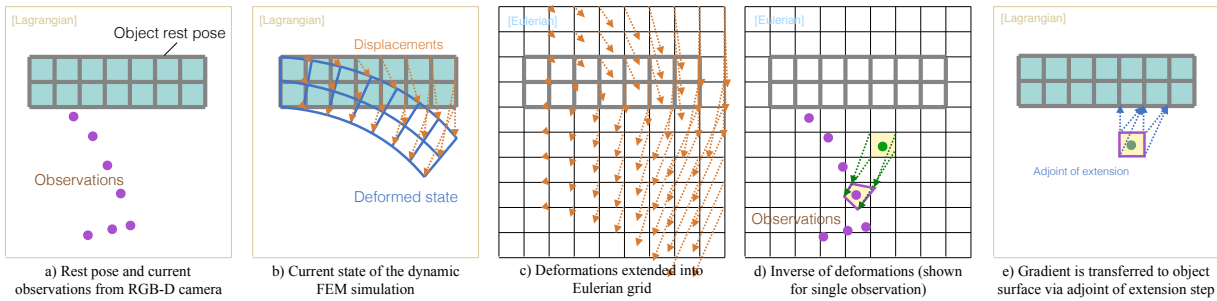 [Lagrangian]
Object rest pose
Observations
a) Rest pose and current
observations from RGB-D camera
[Lagrangian]
Displacements
Deformed state
b) Current state of the dynamic
FEM simulation
[Eulerian]
c) Deformations extended into
Eulerian grid
[Eulerian]
Observations
d) Inverse of deformations (shown
for single observation)
[Lagrangian]
Adjoint of extension
e) Gradient is transferred to object
surface via adjoint of extension step